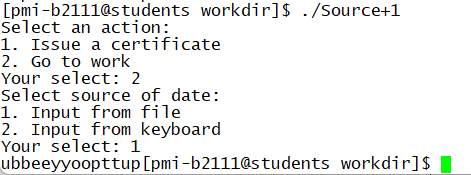 [pmi-b2111@students workdir]$ ./Source+1
Select an action:
1. Issue a certificate
2. Go to work
Your select: 2
Select source of date:
1. Input from file
2. Input from keyboard
Your select: 1
ubbeeyyoopttup[pmi-b2111@students workdir]$